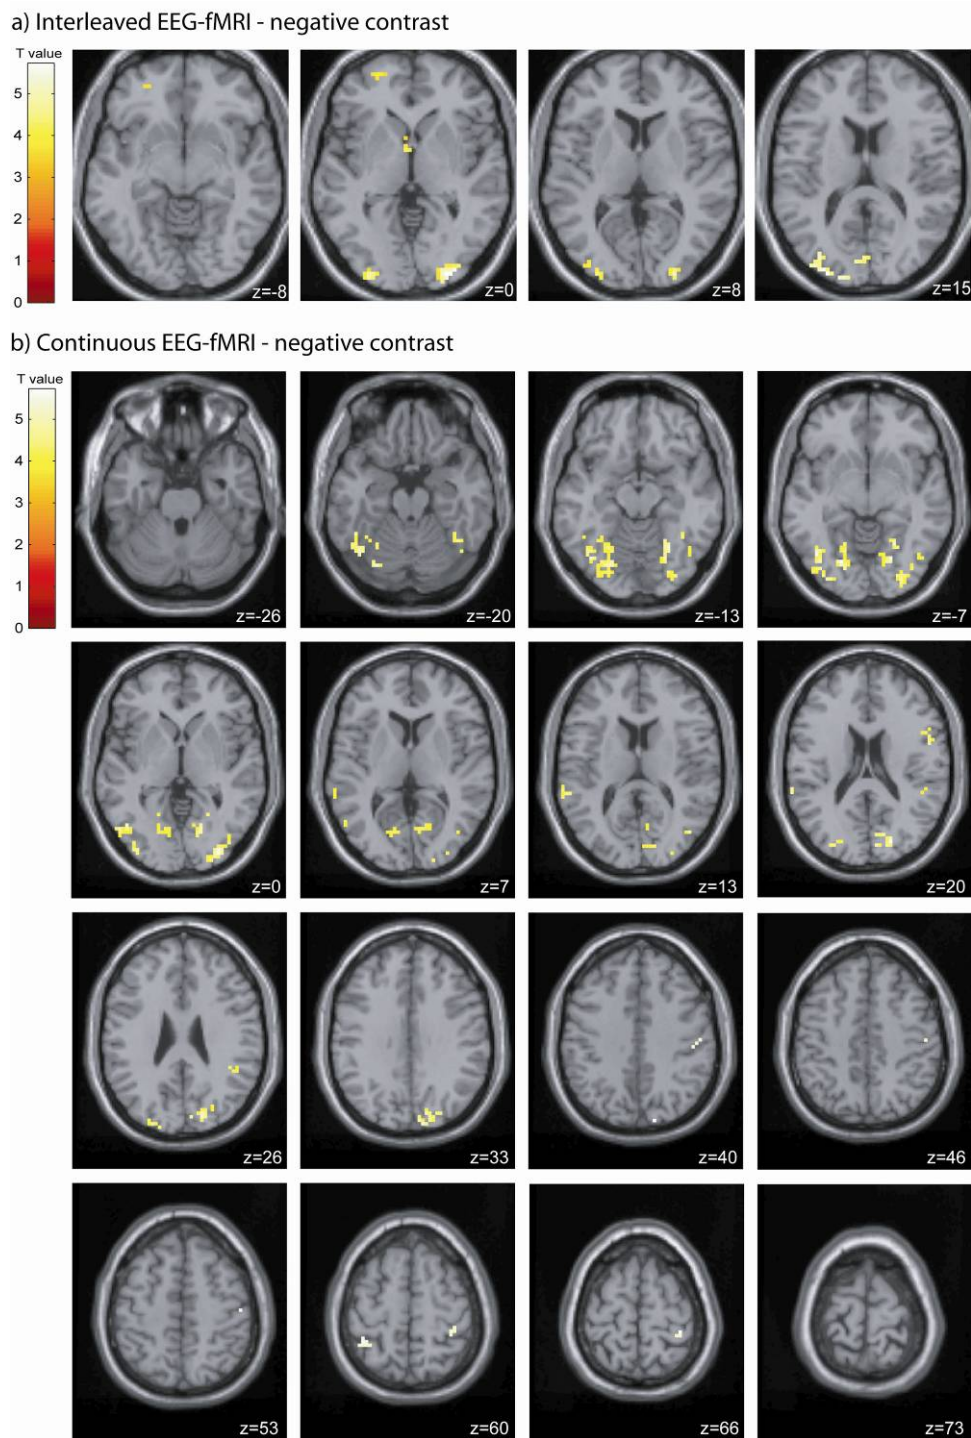 a) Interleaved EEG-fMRI - negative contrast
T value
5
4
3
2
1
0
z=-8
z=0
z=8
z=15
b) Continuous EEG-fMRI - negative contrast
T value
5
4
3
2
1
0
z=-26
z=-20
z=-13
z=-7
z=0
z=7
z=13
z=20
z=26
z=33
z=40
z=46
z=53
z=60
z=66
z=73